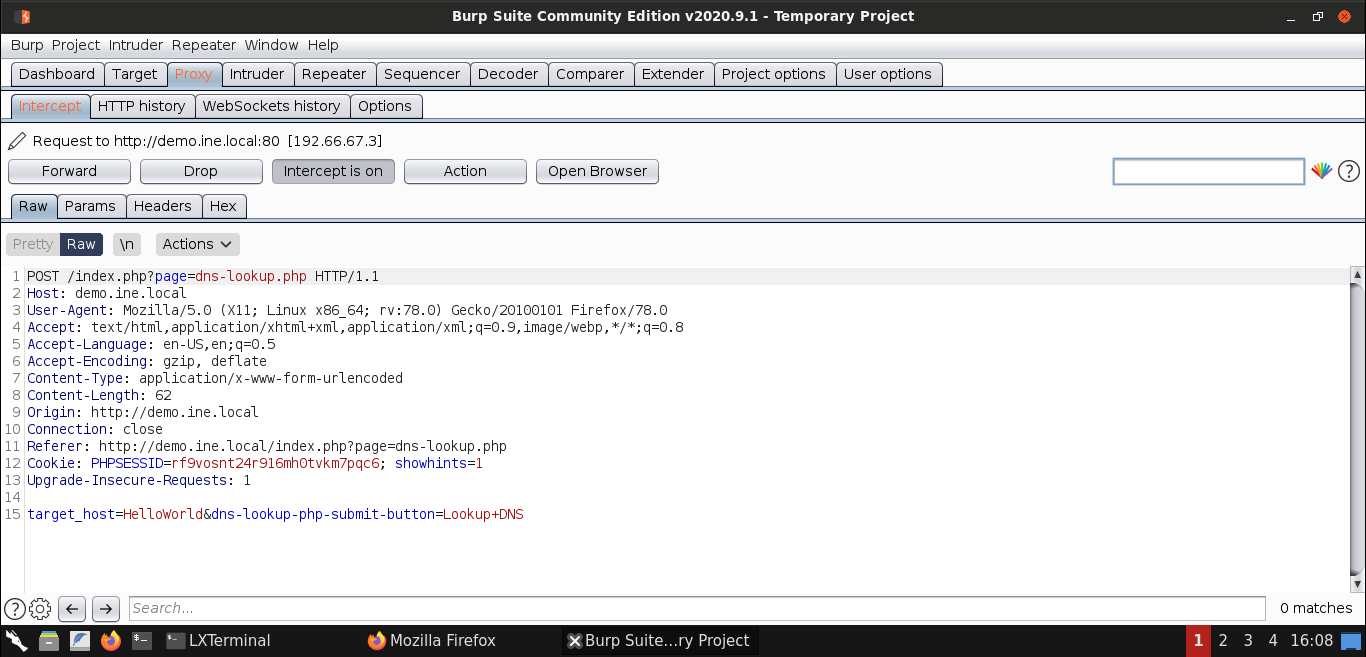 Burp Suite Community Edition v2020.9.1 - Temporary Project
Burp Project Intruder Repeater Window Help
Dashboard Target Proxy Intruder Repeater Sequencer Decoder Comparer Extender Project options User options
Intercept HTTP history WebSockets history Options
Request to http://demo.ine.local:80 [192.66.67.3]
Forward Drop Intercept is on Action Open Browser ?
Raw Params Headers Hex
Pretty Raw \n Actions
1 POST /index.php?page=dns-lookup.php HTTP/1.1
2 Host: demo.ine.local
3 User-Agent: Mozilla/5.0 (X11; Linux x86_64; rv:78.0) Gecko/20100101 Firefox/78.0
4 Accept: text/html,application/xhtml+xml,application/xml;q=0.9,image/webp,*/*;q=0.8
5 Accept-Language: en-US,en;q=0.5
6 Accept-Encoding: gzip, deflate
7 Content-Type: application/x-www-form-urlencoded
8 Content-Length: 62
9 Origin: http://demo.ine.local
10 Connection: close
11 Referer: http://demo.ine.local/index.php?page=dns-lookup.php
12 Cookie: PHPSESSID=rf9vosnt24r916mh0tvkm7pqc6; showhints=1
13 Upgrade-Insecure-Requests: 1
14
15 target_host=HelloWorld&dns-lookup-php-submit-button=Lookup+DNS
? Search... 0 matches
LXTerminal Mozilla Firefox Burp Suite...ry Project 1 2 3 4 16:08